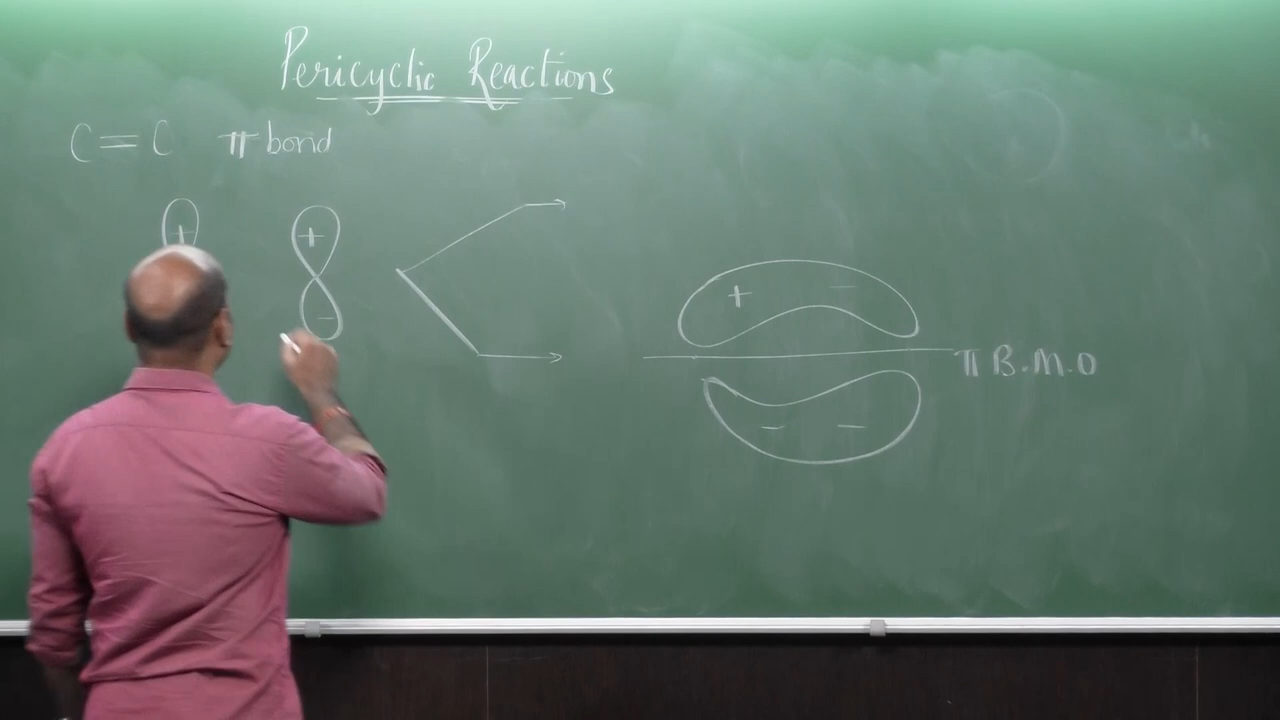 Pericyclic Reactions
C = C π bond
+ +
-
+ -
π B.M.O
- -